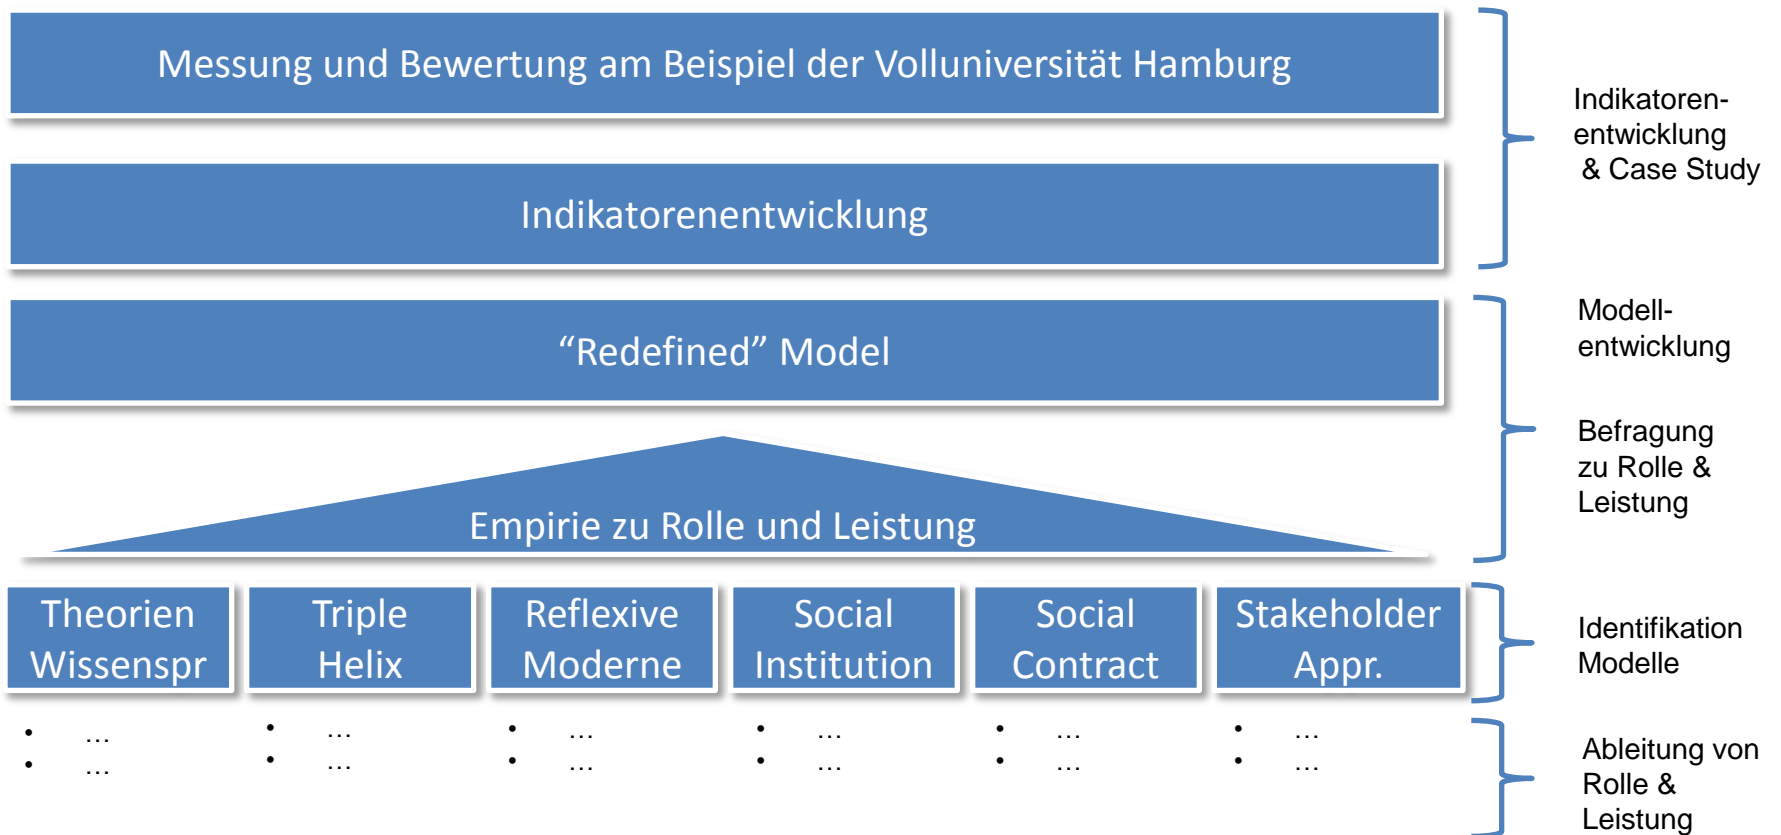 Messung und Bewertung am Beispiel der Volluniversität Hamburg
Indikatoren-
entwicklung
& Case Study
Indikatorenentwicklung
“Redefined” Model
Modell-
entwicklung
Befragung
zu Rolle &
Leistung
Empirie zu Rolle und Leistung
Theorien
Wissenspr
Triple
Helix
Reflexive
Moderne
Social
Institution
Social
Contract
Stakeholder
Appr.
Identifikation
Modelle
• ...
• ...
• ...
• ...
• ...
• ...
• ...
• ...
• ...
• ...
• ...
• ...
Ableitung von
Rolle &
Leistung